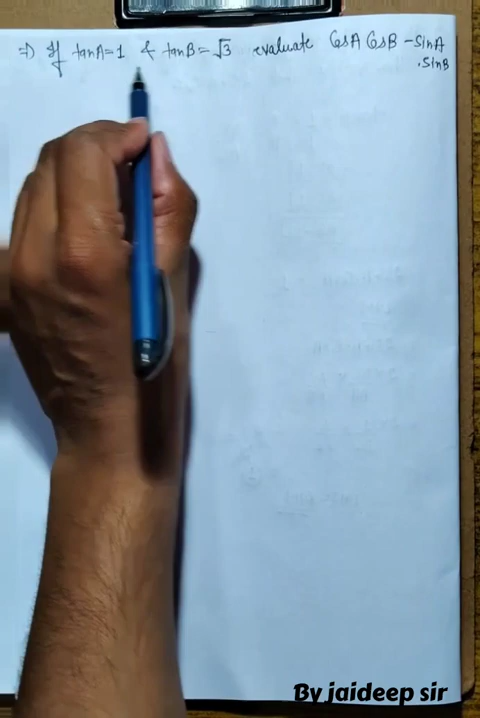 ⇒ If tanA=1 & tanB=√3 evaluate CosA CosB - SinA
. SinB
By jaideep sir